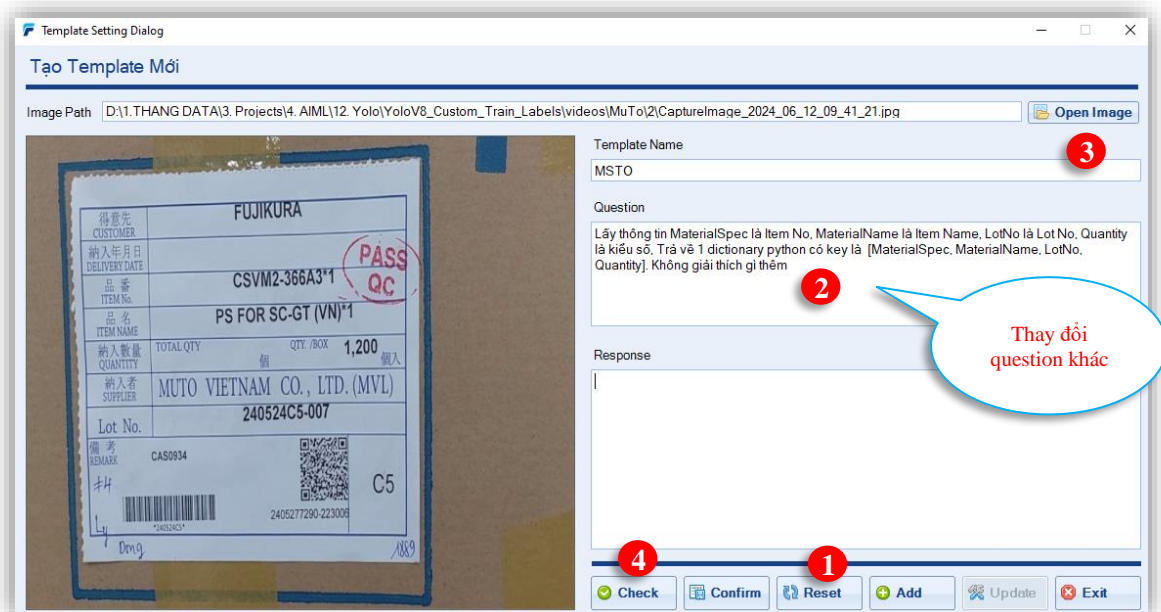 Template Setting Dialog
Tạo Template Mới
Image Path D:\1.THANG DATA\3. Projects\4. AIML\12. Yolo\YoloV8_Custom_Train_Labels\videos\MuTo\2\CaptureImage_2024_06_12_09_41_21.jpg Open Image
3
Template Name
MSTO
Question
Lấy thông tin MaterialSpec là Item No, MaterialName là Item Name, LotNo là Lot No, Quantity
là kiểu số, Trả về 1 dictionary python có key là [MaterialSpec, MaterialName, LotNo,
Quantity]. Không giải thích gì thêm
2
Thay đổi
question khác
Response
得意先
CUSTOMER
FUJIKURA
納入年月日
DELIVERY DATE
PASS
QC
品番
ITEM No.
CSVM2-366A3*1
品名
ITEM NAME
PS FOR SC-GT (VN)*1
納入數量
QUANTITY
TOTAL QTY 個 QTY. /BOX 1,200 個入
納入者
SUPPLIER
MUTO VIETNAM CO., LTD. (MVL)
Lot No.
240524C5-007
備考
REMARK
CAS0934
#4
C5
*240524C5*
2405277290-223006
Ly
Dong
1889
4
1
Check Confirm Reset Add Update Exit